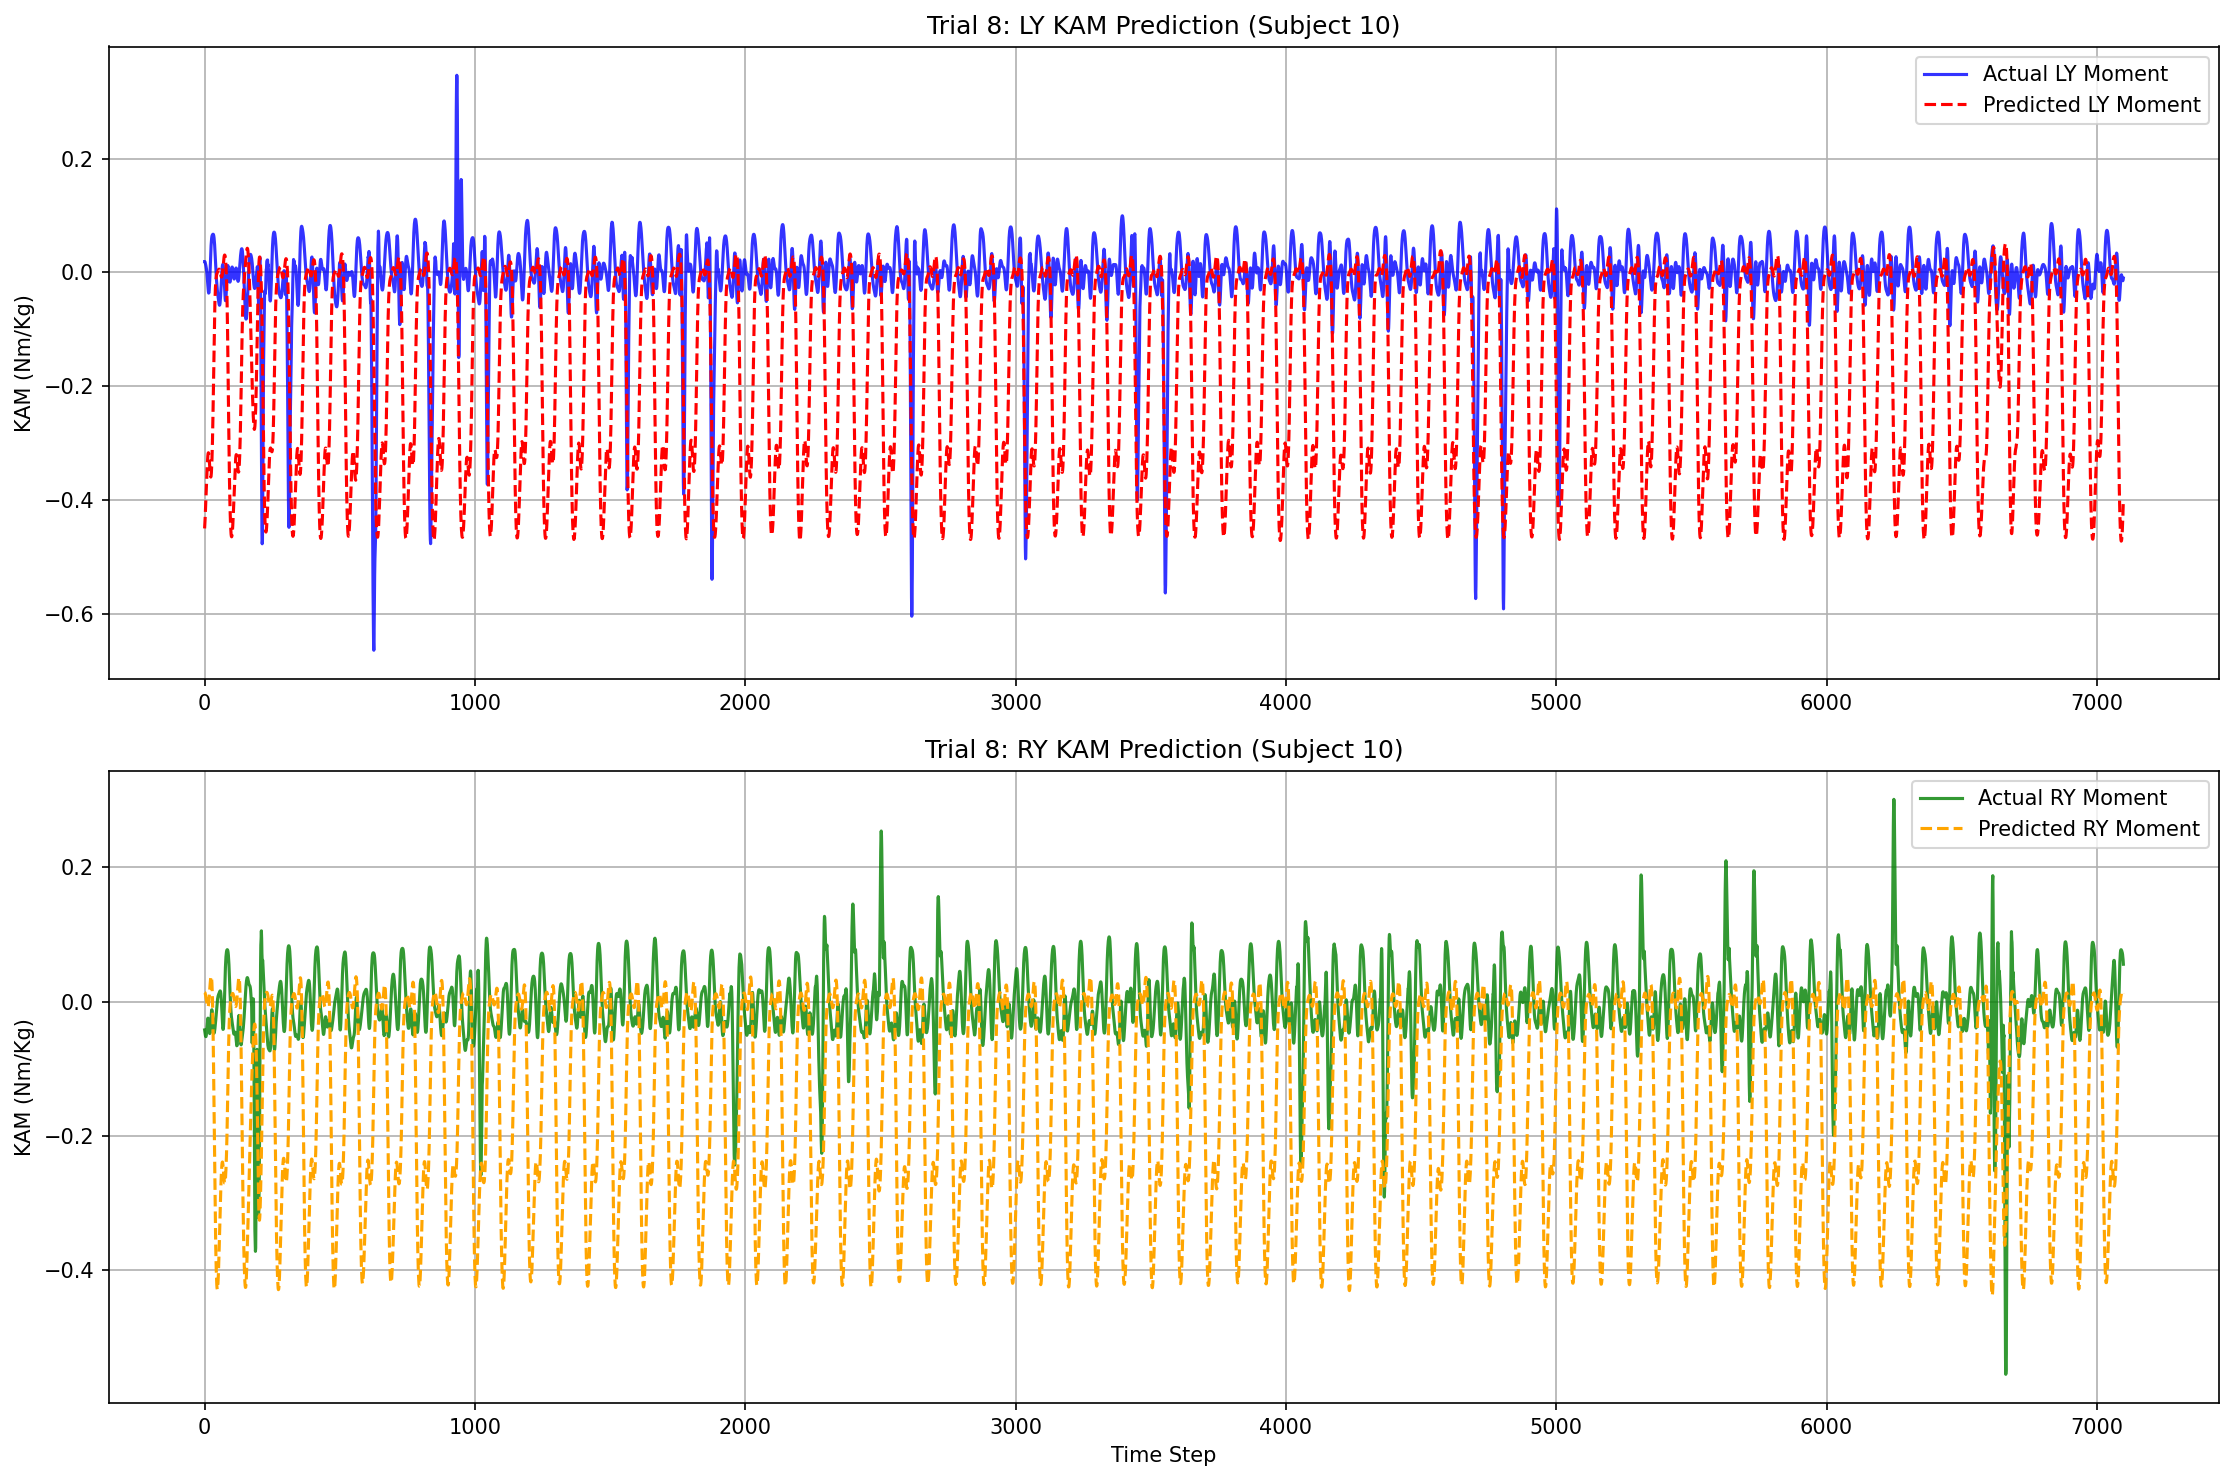 Trial 8: LY KAM Prediction (Subject 10)
Actual LY Moment
Predicted LY Moment
KAM (Nm/Kg)
0.2
0.0
−0.2
−0.4
−0.6
0 1000 2000 3000 4000 5000 6000 7000
Trial 8: RY KAM Prediction (Subject 10)
Actual RY Moment
Predicted RY Moment
KAM (Nm/Kg)
0.2
0.0
−0.2
−0.4
0 1000 2000 3000 4000 5000 6000 7000
Time Step